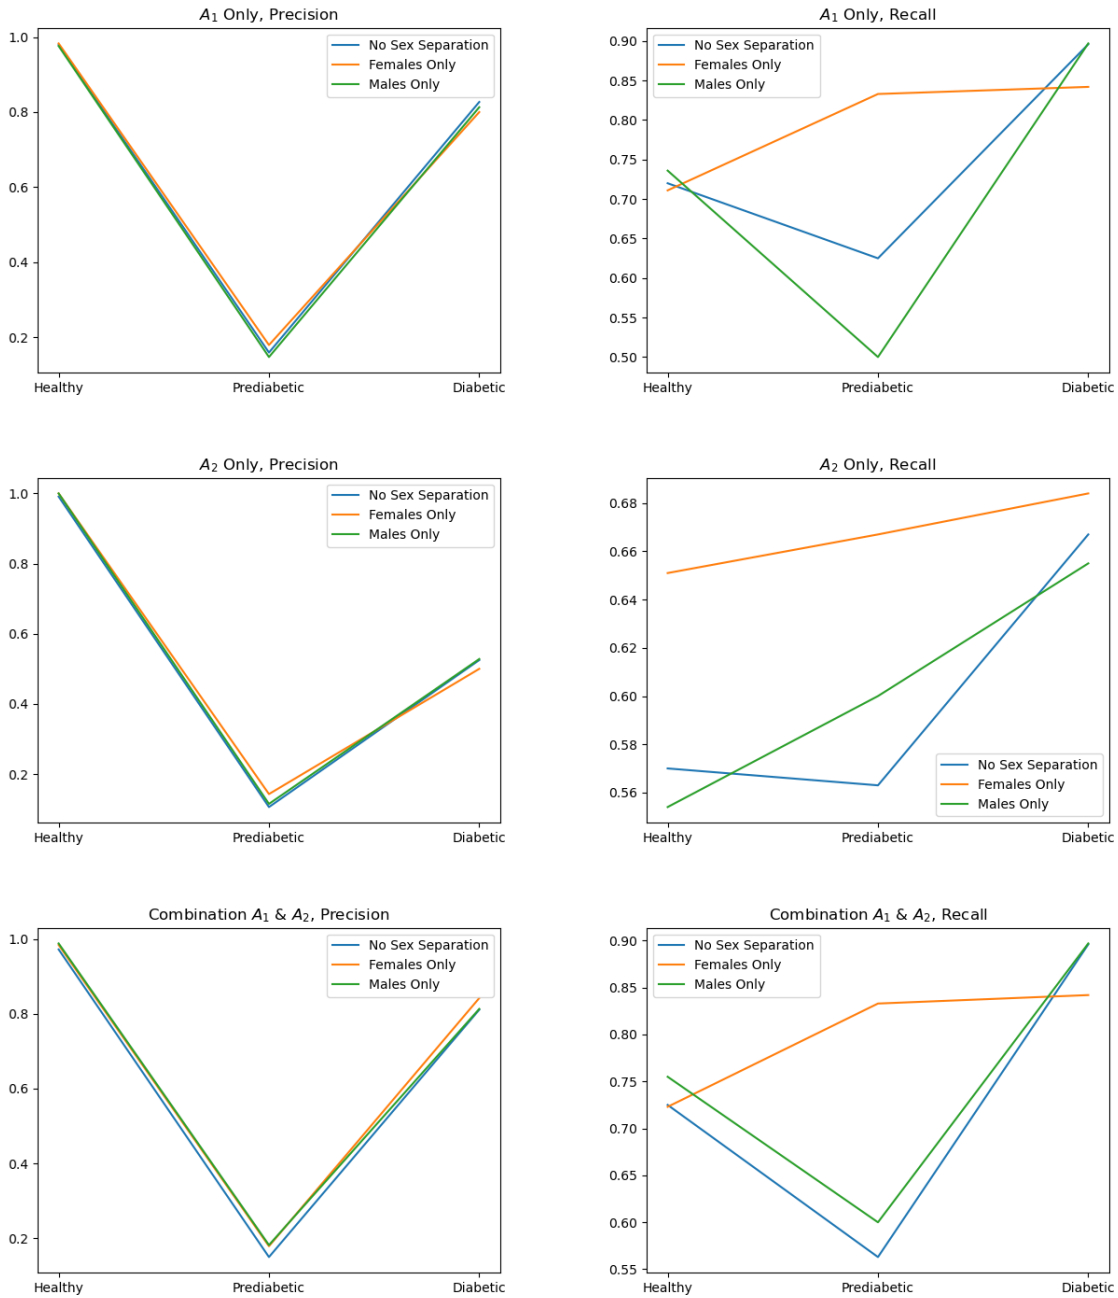 A₁ Only, Precision
1.0
0.8
0.6
0.4
0.2
No Sex Separation
Females Only
Males Only
Healthy Prediabetic Diabetic
A₁ Only, Recall
0.90
0.85
0.80
0.75
0.70
0.65
0.60
0.55
0.50
No Sex Separation
Females Only
Males Only
Healthy Prediabetic Diabetic
A₂ Only, Precision
1.0
0.8
0.6
0.4
0.2
No Sex Separation
Females Only
Males Only
Healthy Prediabetic Diabetic
A₂ Only, Recall
0.68
0.66
0.64
0.62
0.60
0.58
0.56
No Sex Separation
Females Only
Males Only
Healthy Prediabetic Diabetic
Combination A₁ & A₂, Precision
1.0
0.8
0.6
0.4
0.2
No Sex Separation
Females Only
Males Only
Healthy Prediabetic Diabetic
Combination A₁ & A₂, Recall
0.90
0.85
0.80
0.75
0.70
0.65
0.60
0.55
No Sex Separation
Females Only
Males Only
Healthy Prediabetic Diabetic